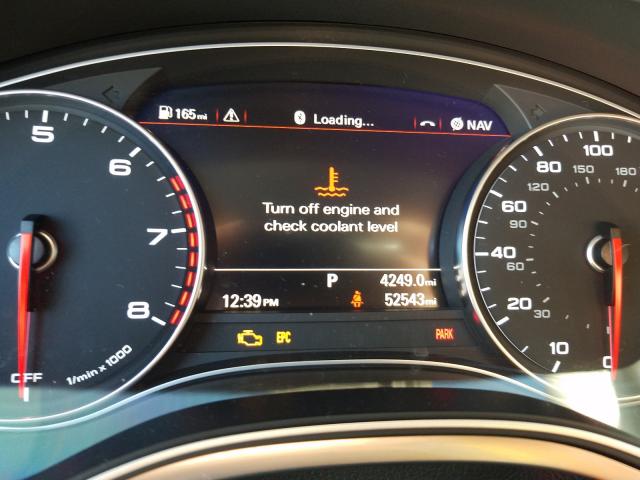 165mi
Loading...
NAV
Turn off engine and
check coolant level
P
4249.0mi
12:39PM
52543mi
EPC
PARK
5
6
7
8
OFF
1/min x 1000
100
80
60
40
20
10
0
180
150
120
90
60
30